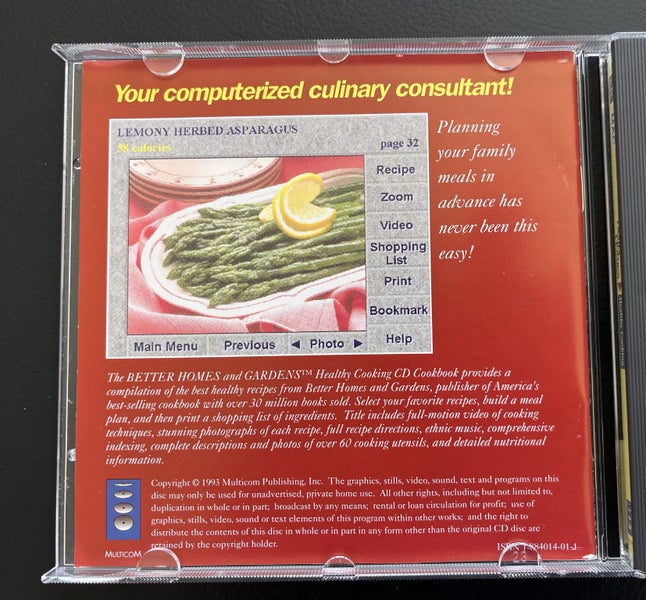 Your computerized culinary consultant!
LEMONY HERBED ASPARAGUS
58 calories
page 32
Recipe
Zoom
Video
Shopping
List
Print
Bookmark
Help
Main Menu Previous ◄ Photo ►
Planning
your family
meals in
advance has
never been this
easy!
The BETTER HOMES and GARDENS™ Healthy Cooking CD Cookbook provides a
compilation of the best healthy recipes from Better Homes and Gardens, publisher of America's
best-selling cookbook with over 30 million books sold. Select your favorite recipes, build a meal
plan, and then print a shopping list of ingredients. Title includes full-motion video of cooking
techniques, stunning photographs of each recipe, full recipe directions, ethnic music, comprehensive
indexing, complete descriptions and photos of over 60 cooking utensils, and detailed nutritional
information.
Copyright © 1993 Multicom Publishing, Inc. The graphics, stills, video, sound, text and programs on this
disc may only be used for unadvertised, private home use. All other rights, including but not limited to,
duplication in whole or in part; broadcast by any means; rental or loan circulation for profit; use of
graphics, stills, video, sound or text elements of this program within other works; and the right to
distribute the contents of this disc in whole or in part in any form other than the original CD disc are
retained by the copyright holder.
MULTICOM
ISBN 1-884014-01-1
28